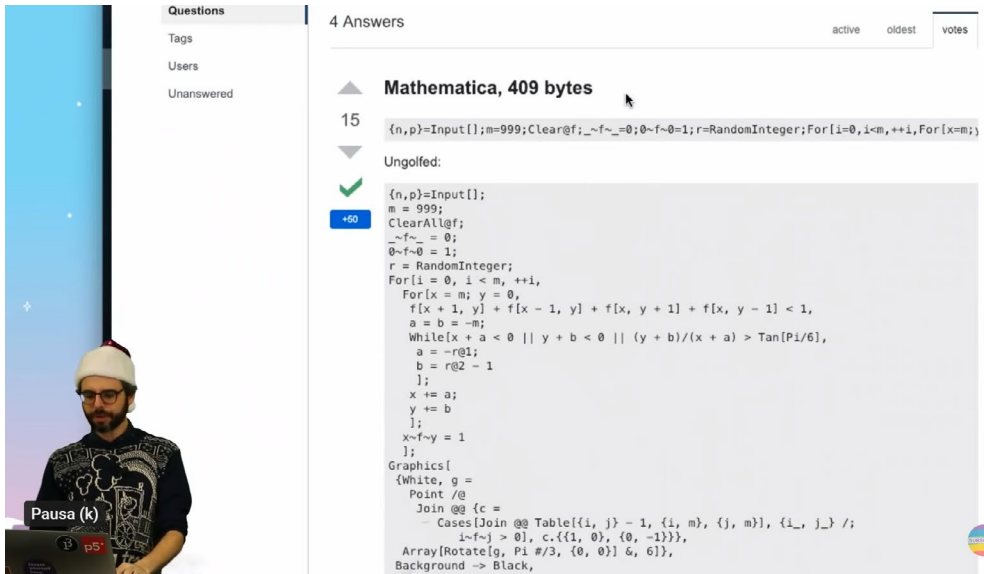 Questions
Tags
Users
Unanswered
4 Answers
active oldest votes
15
+50
Mathematica, 409 bytes
{n,p}=Input[];m=999;Clear@f;_~f~_=0;0~f~0=1;r=RandomInteger;For[i=0,i<m,++i,For[x=m;y
Ungolfed:
{n,p}=Input[];
m = 999;
ClearAll@f;
_~f~_ = 0;
0~f~0 = 1;
r = RandomInteger;
For[i = 0, i < m, ++i,
For[x = m; y = 0,
f[x + 1, y] + f[x - 1, y] + f[x, y + 1] + f[x, y - 1] < 1,
a = b = -m;
While[x + a < 0 || y + b < 0 || (y + b)/(x + a) > Tan[Pi/6],
a = -r@1;
b = r@2 - 1
];
x += a;
y += b
];
x~f~y = 1
];
Graphics[
{White, g =
Point /@
Join @@ {c =
Cases[Join @@ Table[{i, j} - 1, {i, m}, {j, m}], {i_, j_} /;
i~f~j > 0], c.{{1, 0}, {0, -1}}},
Array[Rotate[g, Pi #/3, {0, 0}] &, 6]},
Background -> Black,
Pausa (k)
p5*